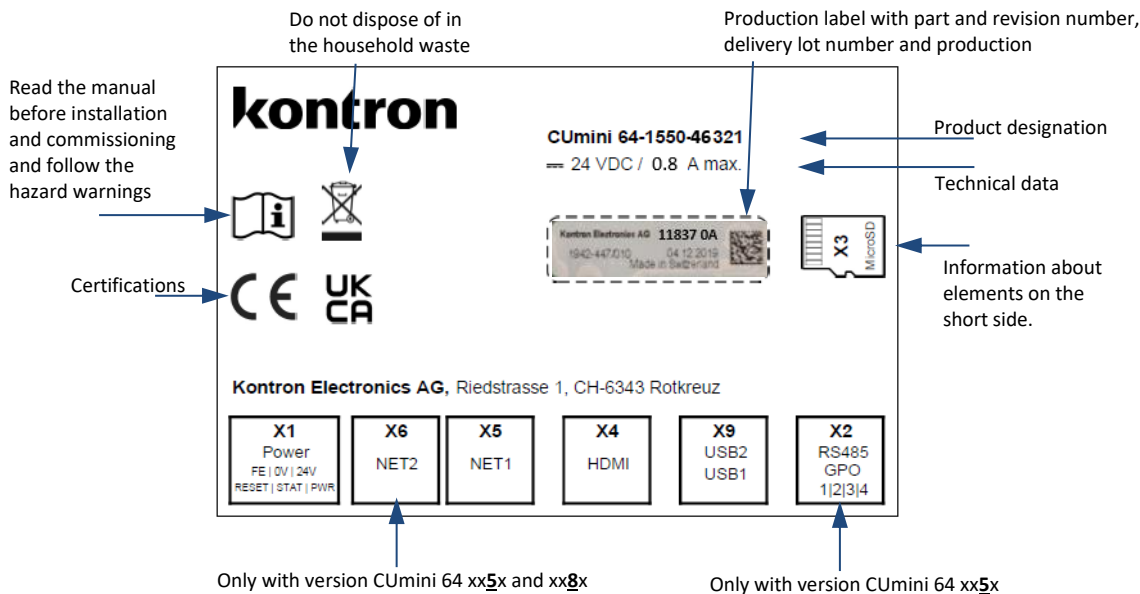 Do not dispose of in
the household waste
Production label with part and revision number,
delivery lot number and production
Read the manual
before installation
and commissioning
and follow the
hazard warnings
kontron
CUmini 64-1550-46321
24 VDC / 0.8 A max.
Product designation
Technical data
Kontron Electronics AG 11837 0A
1942-447/010 04.12.2019
Made in Switzerland
X3
MicroSD
Information about
elements on the
short side.
Certifications
CE UK
CA
Kontron Electronics AG, Riedstrasse 1, CH-6343 Rotkreuz
X1
Power
FE | 0V | 24V
RESET | STAT | PWR
X6
NET2
X5
NET1
X4
HDMI
X9
USB2
USB1
X2
RS485
GPO
1|2|3|4
Only with version CUmini 64 xx5x and xx8x
Only with version CUmini 64 xx5x